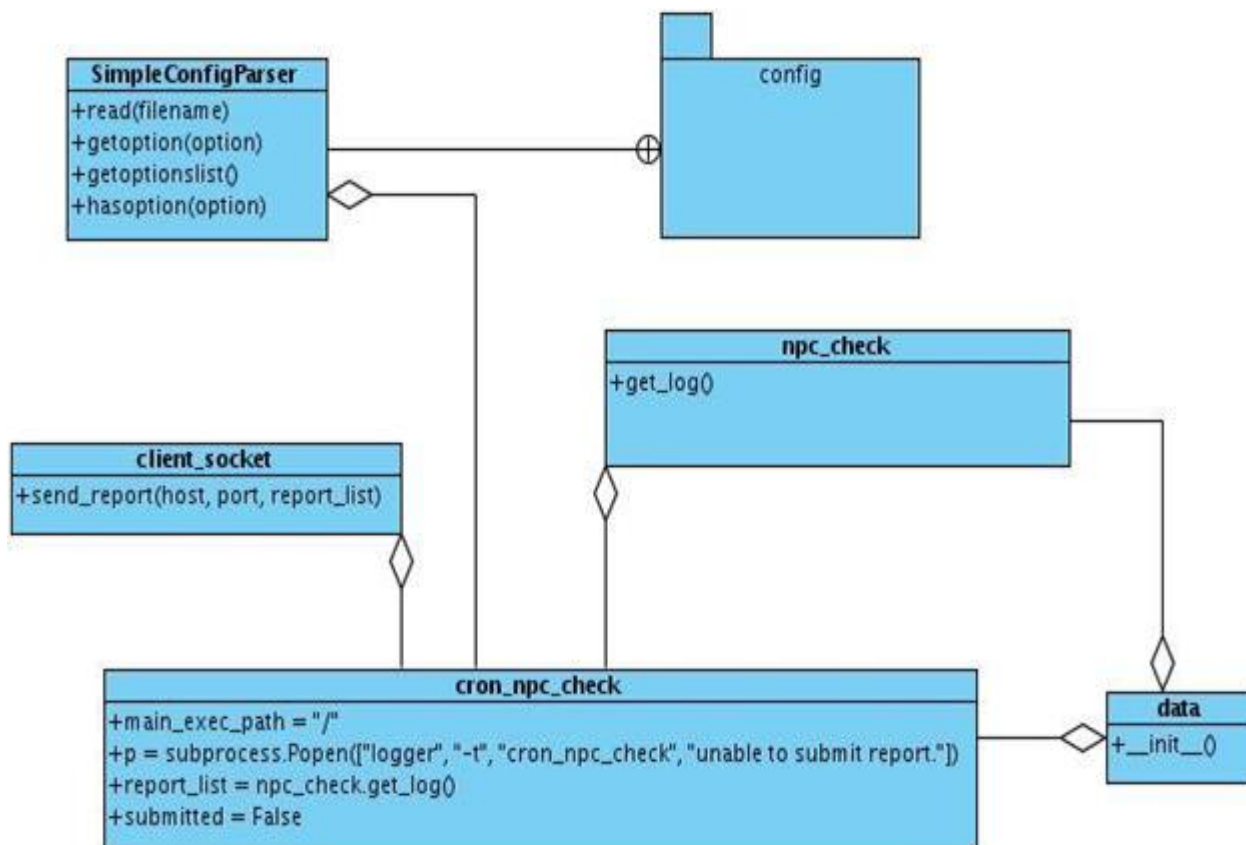 SimpleConfigParser
+read(filename)
+getoption(option)
+getoptionslist()
+hasoption(option)
config
npc_check
+get_log()
client_socket
+send_report(host, port, report_list)
cron_npc_check
+main_exec_path = "/"
+p = subprocess.Popen(["logger", "-t", "cron_npc_check", "unable to submit report."])
+report_list = npc_check.get_log()
+submitted = False
data
+__init__()